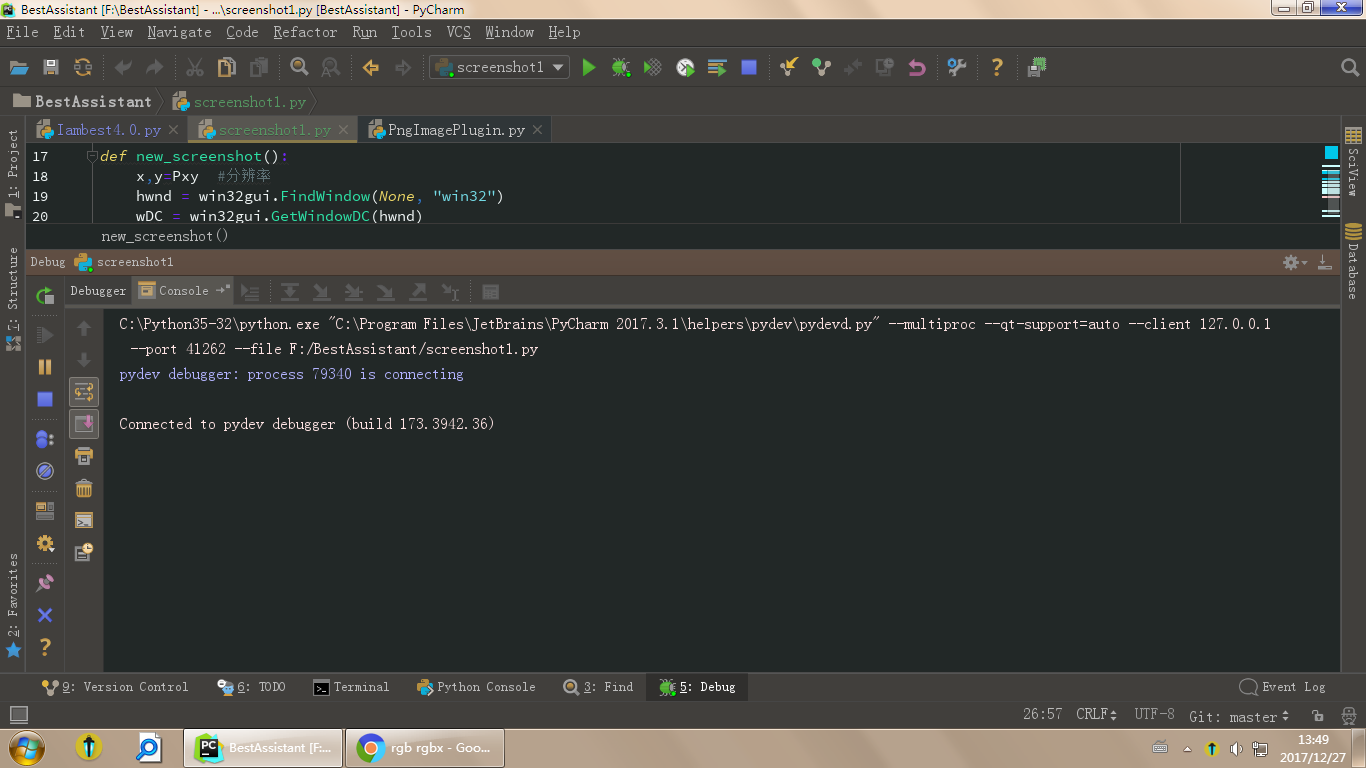 BestAssistant [F:\BestAssistant] - ...\screenshot1.py [BestAssistant] - PyCharm
File Edit View Navigate Code Refactor Run Tools VCS Window Help
screenshot1
BestAssistant screenshot1.py
Iambest4.0.py screenshot1.py PngImagePlugin.py
17 def new_screenshot():
18 x,y=Pxy #分辨率
19 hwnd = win32gui.FindWindow(None, "win32")
20 wDC = win32gui.GetWindowDC(hwnd)
new_screenshot()
Debug screenshot1
Debugger Console
C:\Python35-32\python.exe "C:\Program Files\JetBrains\PyCharm 2017.3.1\helpers\pydev\pydevd.py" --multiproc --qt-support=auto --client 127.0.0.1
--port 41262 --file F:/BestAssistant/screenshot1.py
pydev debugger: process 79340 is connecting
Connected to pydev debugger (build 173.3942.36)
1: Project
7: Structure
2: Favorites
SciView
Database
9: Version Control 6: TODO Terminal Python Console 3: Find 5: Debug Event Log
26:57 CRLF UTF-8 Git: master
BestAssistant [F:... rgb rgbx - Goo...
13:49
2017/12/27